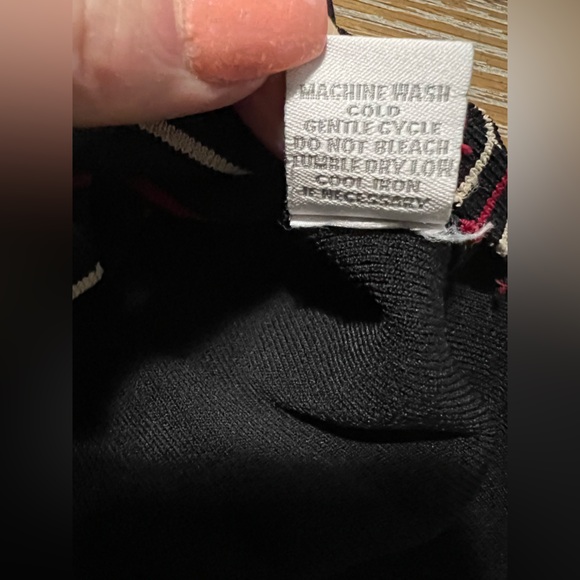 MACHINE WASH
COLD
GENTLE CYCLE
DO NOT BLEACH
TUMBLE DRY LOW
COOL IRON
IF NECESSARY